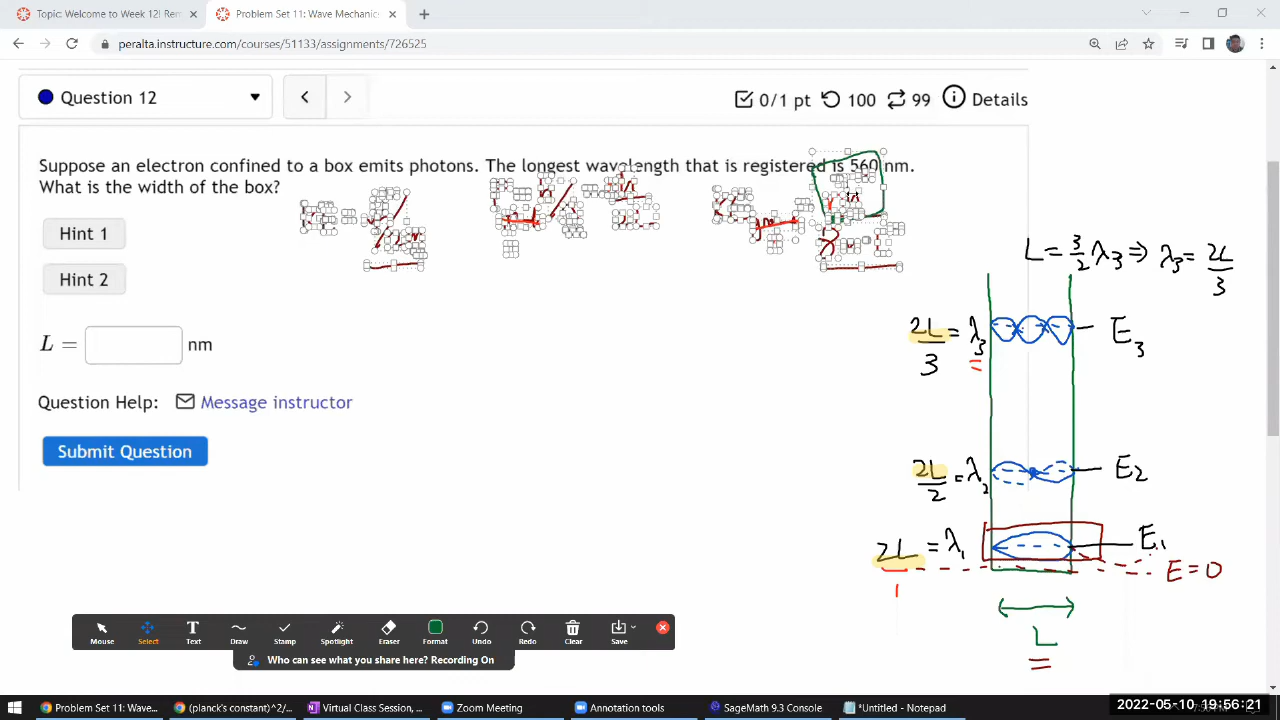 Topic: Welcome to Week 12! Rem
Problem Set 11: Wave Mechanics
peralta.instructure.com/courses/51133/assignments/726525
Question 12
0/1 pt 100 99 Details
Suppose an electron confined to a box emits photons. The longest wavelength that is registered is 560 nm.
What is the width of the box?
Hint 1
Hint 2
L = nm
Question Help: Message instructor
Submit Question
L = 3/2 λ3 ⇒ λ3 = 2L/3
2L/3 = λ3 E3
2L/2 = λ2 E2
2L/1 = λ1 E1
E = 0
L
Mouse Select Text Draw Stamp Spotlight Eraser Format Undo Redo Clear Save
Who can see what you share here? Recording On
Problem Set 11: Wave...
(planck's constant)^2/...
Virtual Class Session, ...
Zoom Meeting
Annotation tools
SageMath 9.3 Console
*Untitled - Notepad
2022-05-10 19:56:21